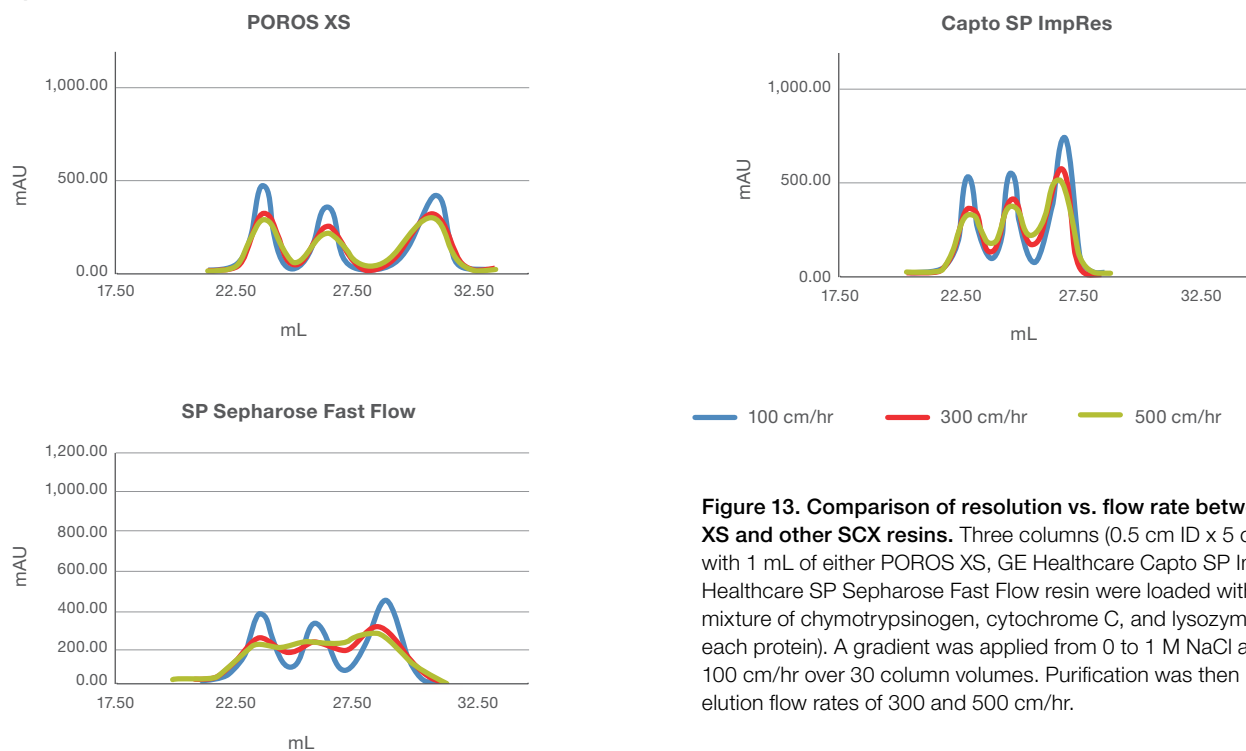 POROS XS
1,000.00
500.00
0.00
mAU
17.50 22.50 27.50 32.50
mL
Capto SP ImpRes
1,000.00
500.00
0.00
mAU
17.50 22.50 27.50 32.50
mL
SP Sepharose Fast Flow
1,200.00
1,000.00
800.00
600.00
400.00
200.00
0.00
mAU
17.50 22.50 27.50 32.50
mL
100 cm/hr 300 cm/hr 500 cm/hr
Figure 13. Comparison of resolution vs. flow rate betw
XS and other SCX resins. Three columns (0.5 cm ID x 5 c
with 1 mL of either POROS XS, GE Healthcare Capto SP I
Healthcare SP Sepharose Fast Flow resin were loaded with
mixture of chymotrypsinogen, cytochrome C, and lysozym
each protein). A gradient was applied from 0 to 1 M NaCl a
100 cm/hr over 30 column volumes. Purification was then
elution flow rates of 300 and 500 cm/hr.